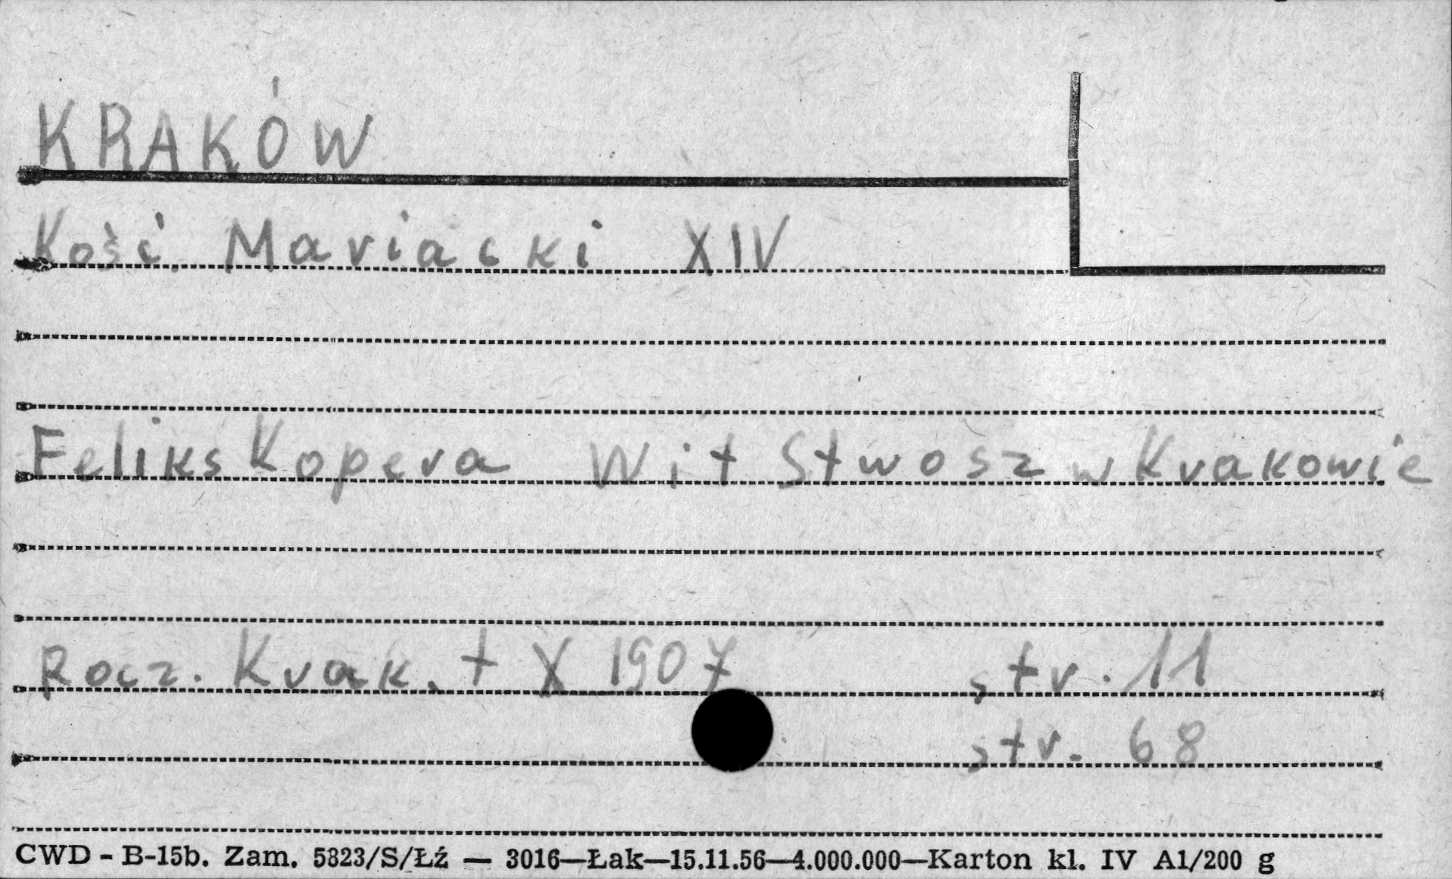 KRAKÓW
Kość. Mariacki XIV
Feliks Kopera Wit Stwosz w Krakowie
Rocz. Krak. t X 1907 str. 11
str. 68
CWD - B-15b. Zam. 5823/S/Łź — 3016—Łak—15.11.56—4.000.000—Karton kl. IV A1/200 g